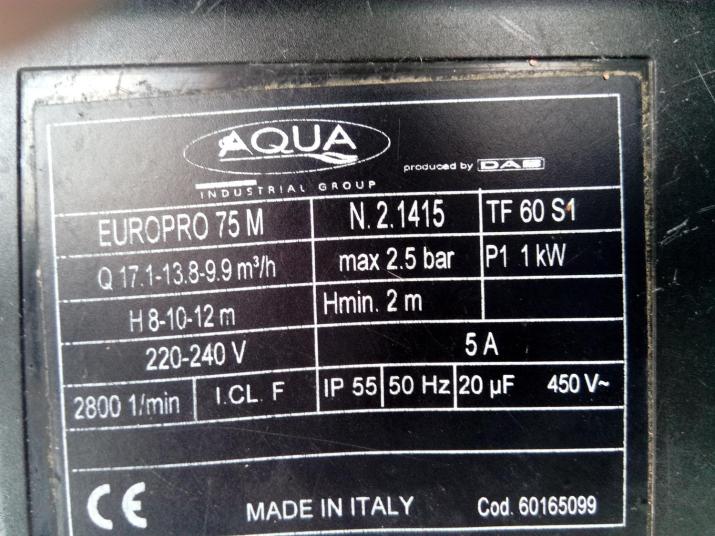 AQUA
INDUSTRIAL GROUP
produced by DAB
EUROPRO 75 M N. 2.1415 TF 60 S1
Q 17.1-13.8-9.9 m³/h max 2.5 bar P1 1 kW
H 8-10-12 m Hmin. 2 m
220-240 V 5 A
2800 1/min I.CL. F IP 55 50 Hz 20 µF 450 V~
CE MADE IN ITALY Cod. 60165099